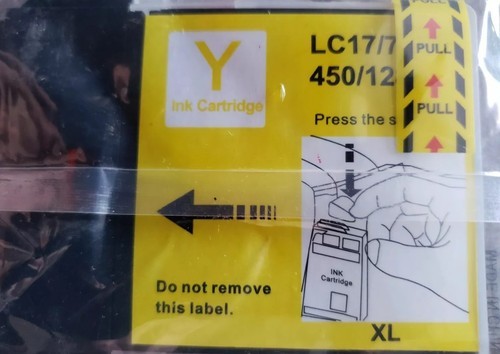 Y
Ink Cartridge
LC17/7
450/12
Press the s
PULL
PULL
PULL
INK
Cartridge
Do not remove
this label.
XL